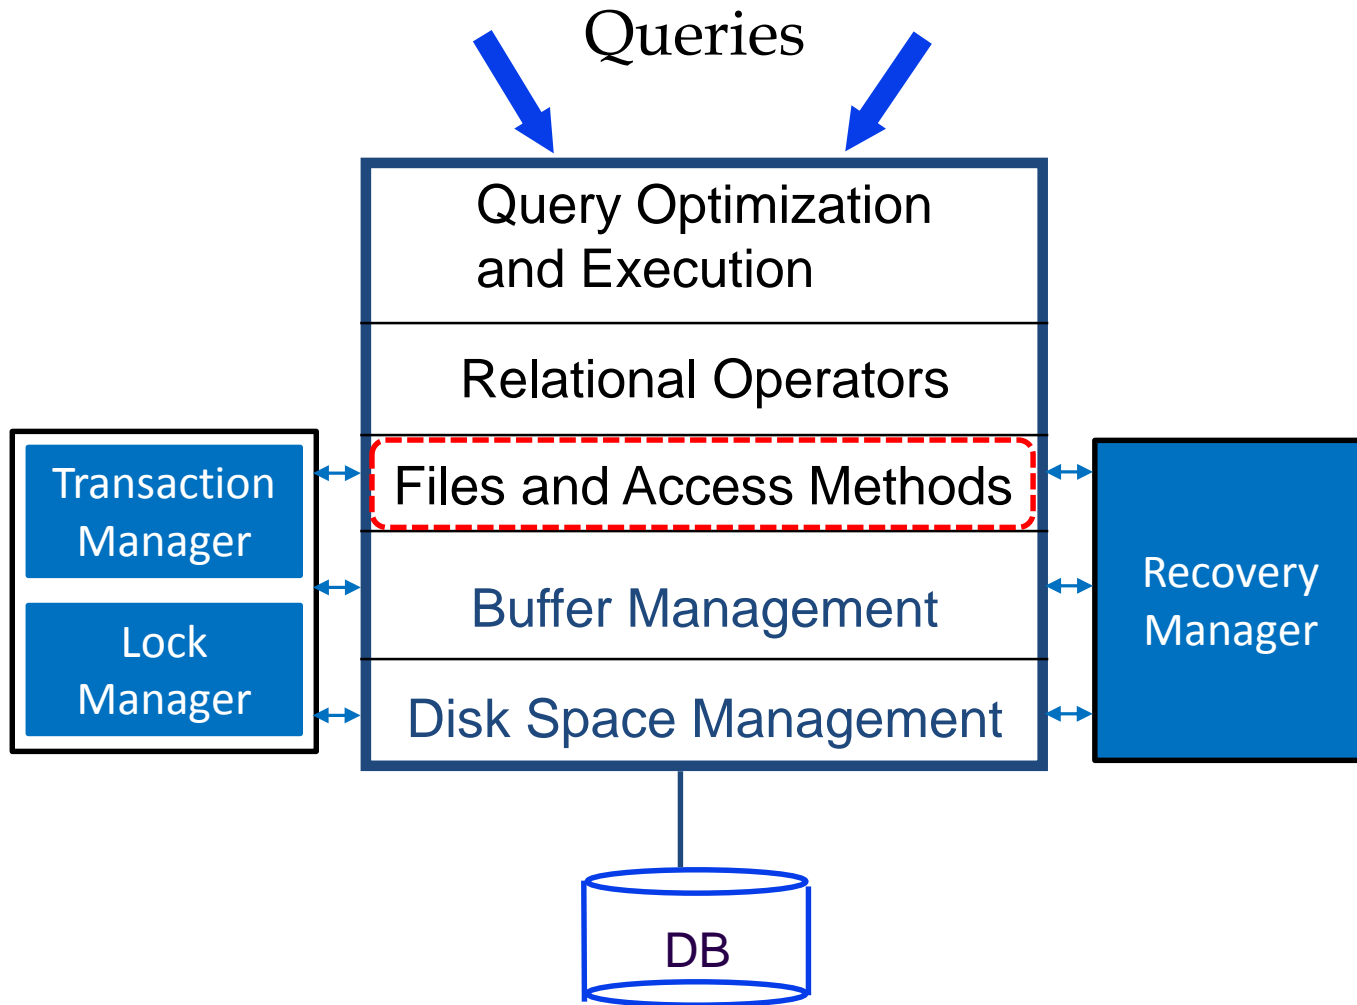 Queries
Query Optimization
and Execution
Relational Operators
Files and Access Methods
Transaction
Manager
Lock
Manager
Buffer Management
Disk Space Management
Recovery
Manager
DB